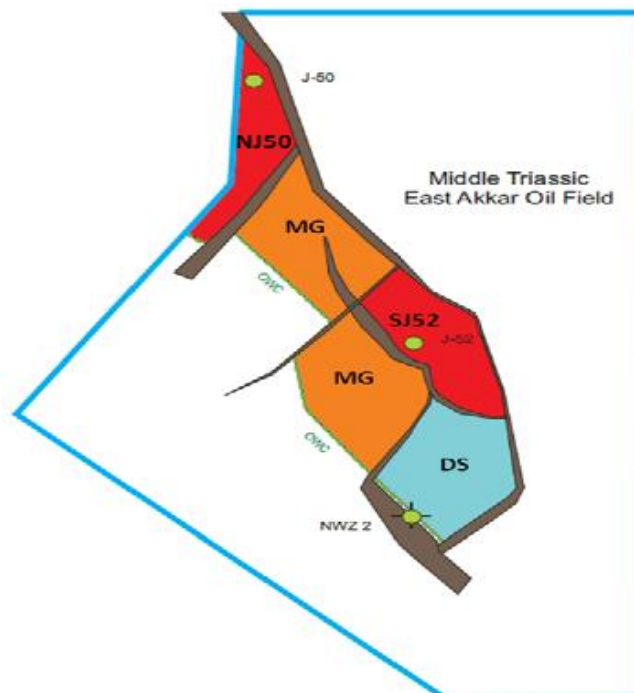 J-50
NJ50
Middle Triassic
East Akkar Oil Field
MG
OWC
SJ52
J-52
MG
OWC
DS
NWZ 2